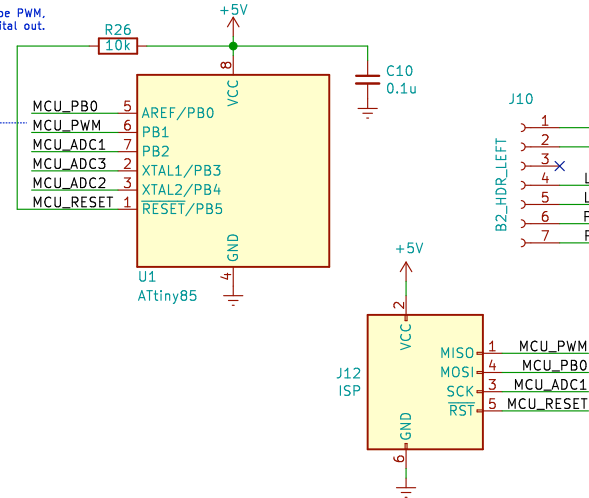 be PWM,
ital out.
+5V
R26
10k
8
VCC
C10
0.1u
MCU_PB0 5 AREF/PB0
MCU_PWM 6 PB1
MCU_ADC1 7 PB2
MCU_ADC3 2 XTAL1/PB3
MCU_ADC2 3 XTAL2/PB4
MCU_RESET 1 RESET/PB5
GND
4
U1
ATtiny85
J10
B2_HDR_LEFT
1
2
3
4 L
5 L
6 P
7 F
+5V
2
VCC
J12
ISP
MISO 1 MCU_PWM
MOSI 4 MCU_PB0
SCK 3 MCU_ADC1
RST 5 MCU_RESET
GND
6